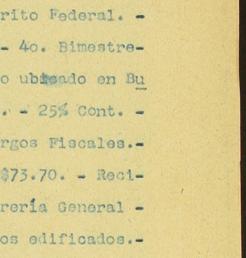 rito Federal. -
- 4o. Bimestre-
o ubicado en Bu
. - 25% Cont. -
rgos Fiscales.-
$73.70. - Reci-
rería General -
os edificados.-